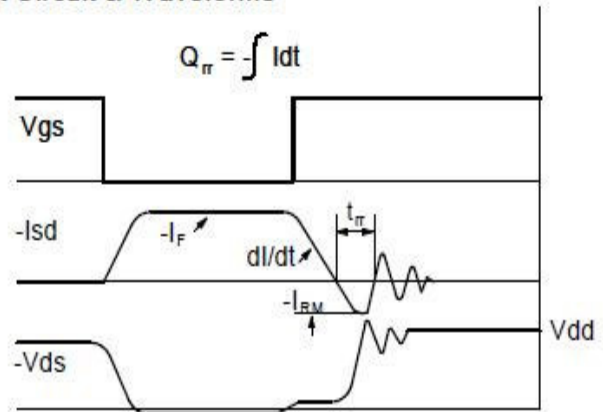 Q_rr = -∫ Idt
Vgs
-Isd
-I_F
t_rr
dI/dt
-I_RM
-Vds
Vdd